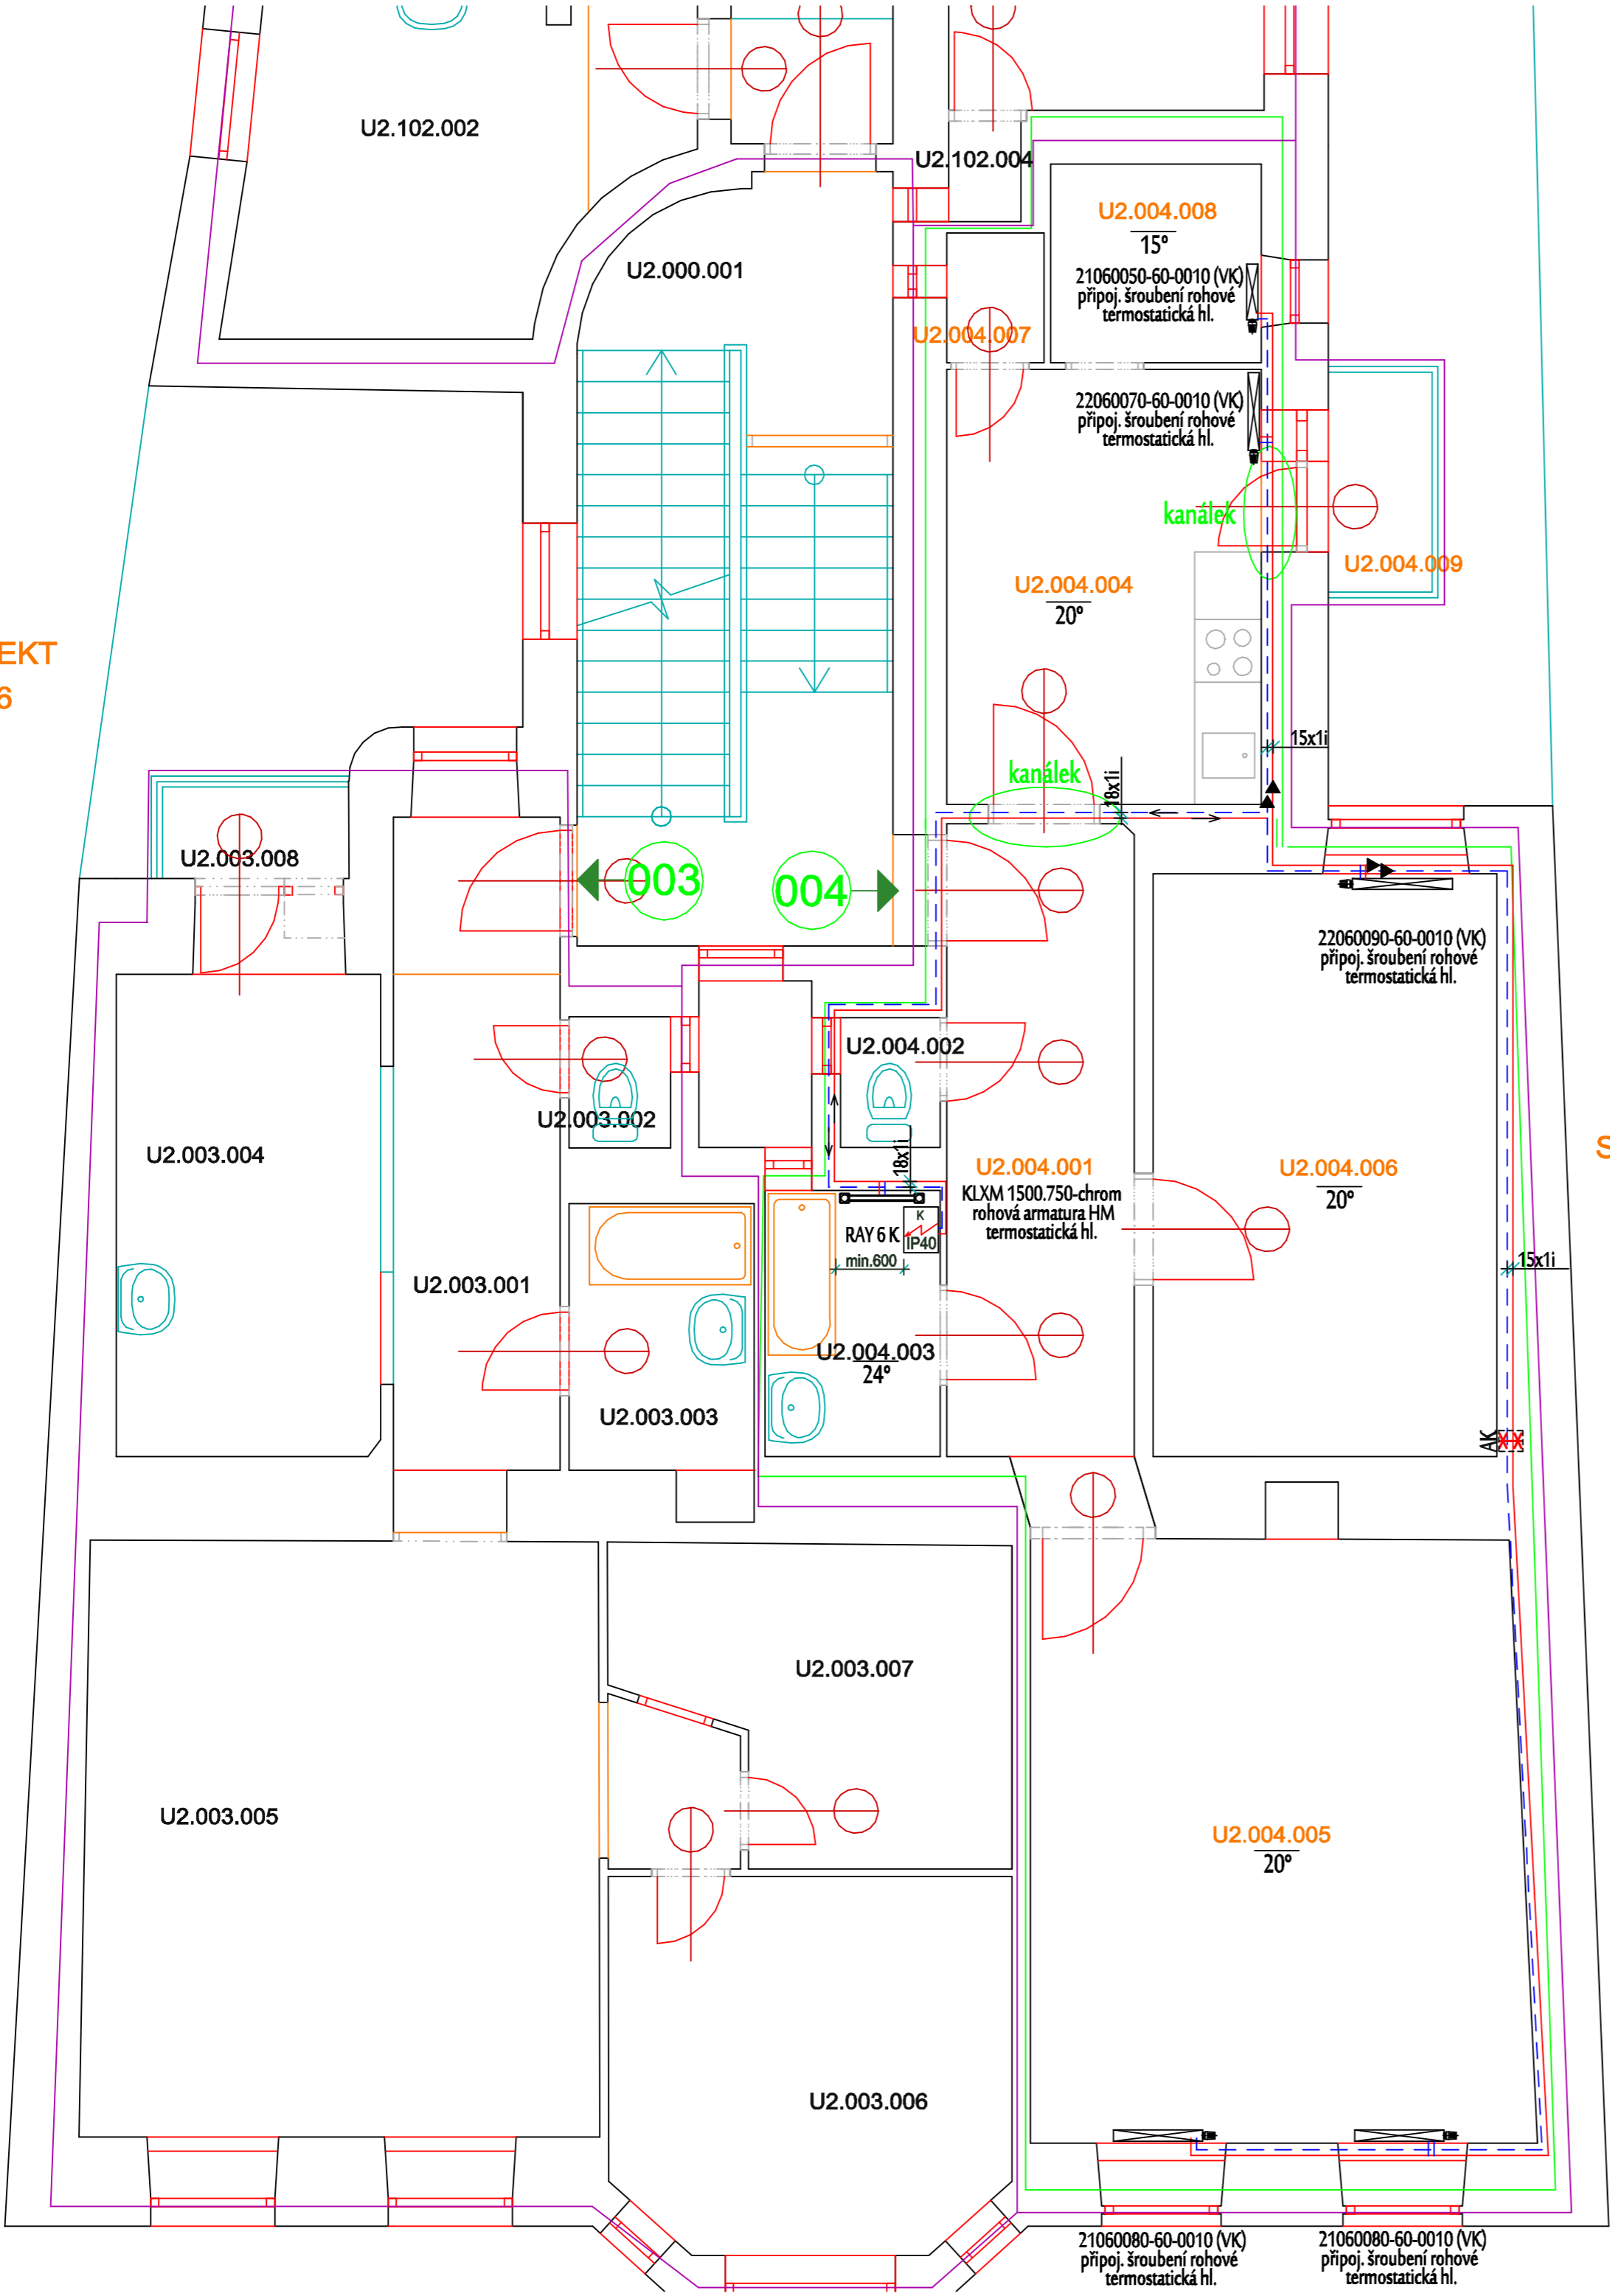 U2.102.002
U2.102.004
U2.004.008
15°
21060050-60-0010 (VK)
připoj. šroubení rohové
termostatická hl.
U2.000.001
U2.004.007
22060070-60-0010 (VK)
připoj. šroubení rohové
termostatická hl.
kanálek
U2.004.009
U2.004.004
20°
EKT
6
15x1i
kanálek
18x1i
U2.003.008
003
004
22060090-60-0010 (VK)
připoj. šroubení rohové
termostatická hl.
U2.004.002
U2.003.002
U2.003.004
18x1i
U2.004.001
KLXM 1500.750-chrom
rohová armatura HM
termostatická hl.
U2.004.006
20°
S
RAY 6 K
K
IP40
min.600
15x1i
U2.003.001
U2.004.003
24°
U2.003.003
AK
U2.003.007
U2.003.005
U2.004.005
20°
U2.003.006
21060080-60-0010 (VK)
připoj. šroubení rohové
termostatická hl.
21060080-60-0010 (VK)
připoj. šroubení rohové
termostatická hl.